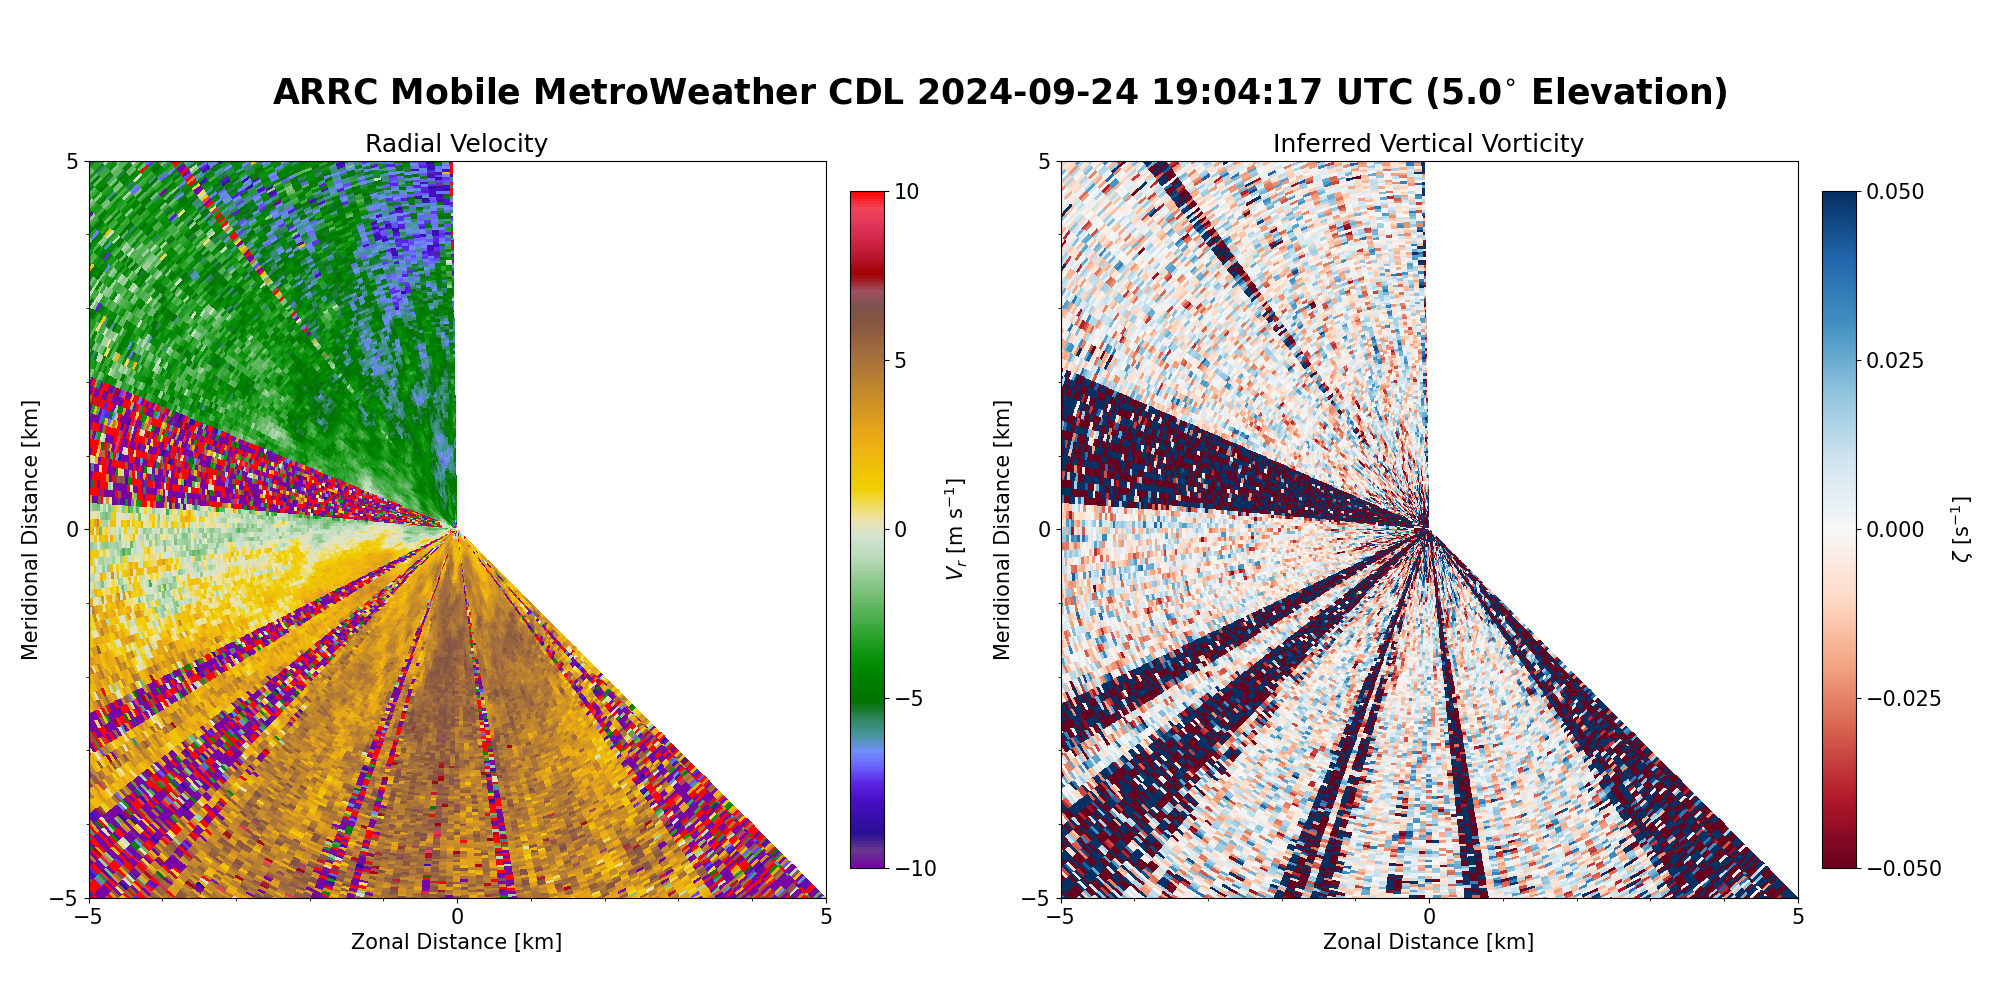 ARRC Mobile MetroWeather CDL 2024-09-24 19:04:17 UTC (5.0° Elevation)
Radial Velocity
Inferred Vertical Vorticity
5
0
−5
−5
0
5
Meridional Distance [km]
Zonal Distance [km]
10
5
0
−5
−10
V_r [m s⁻¹]
5
0
−5
−5
0
5
Meridional Distance [km]
Zonal Distance [km]
0.050
0.025
0.000
−0.025
−0.050
ζ [s⁻¹]